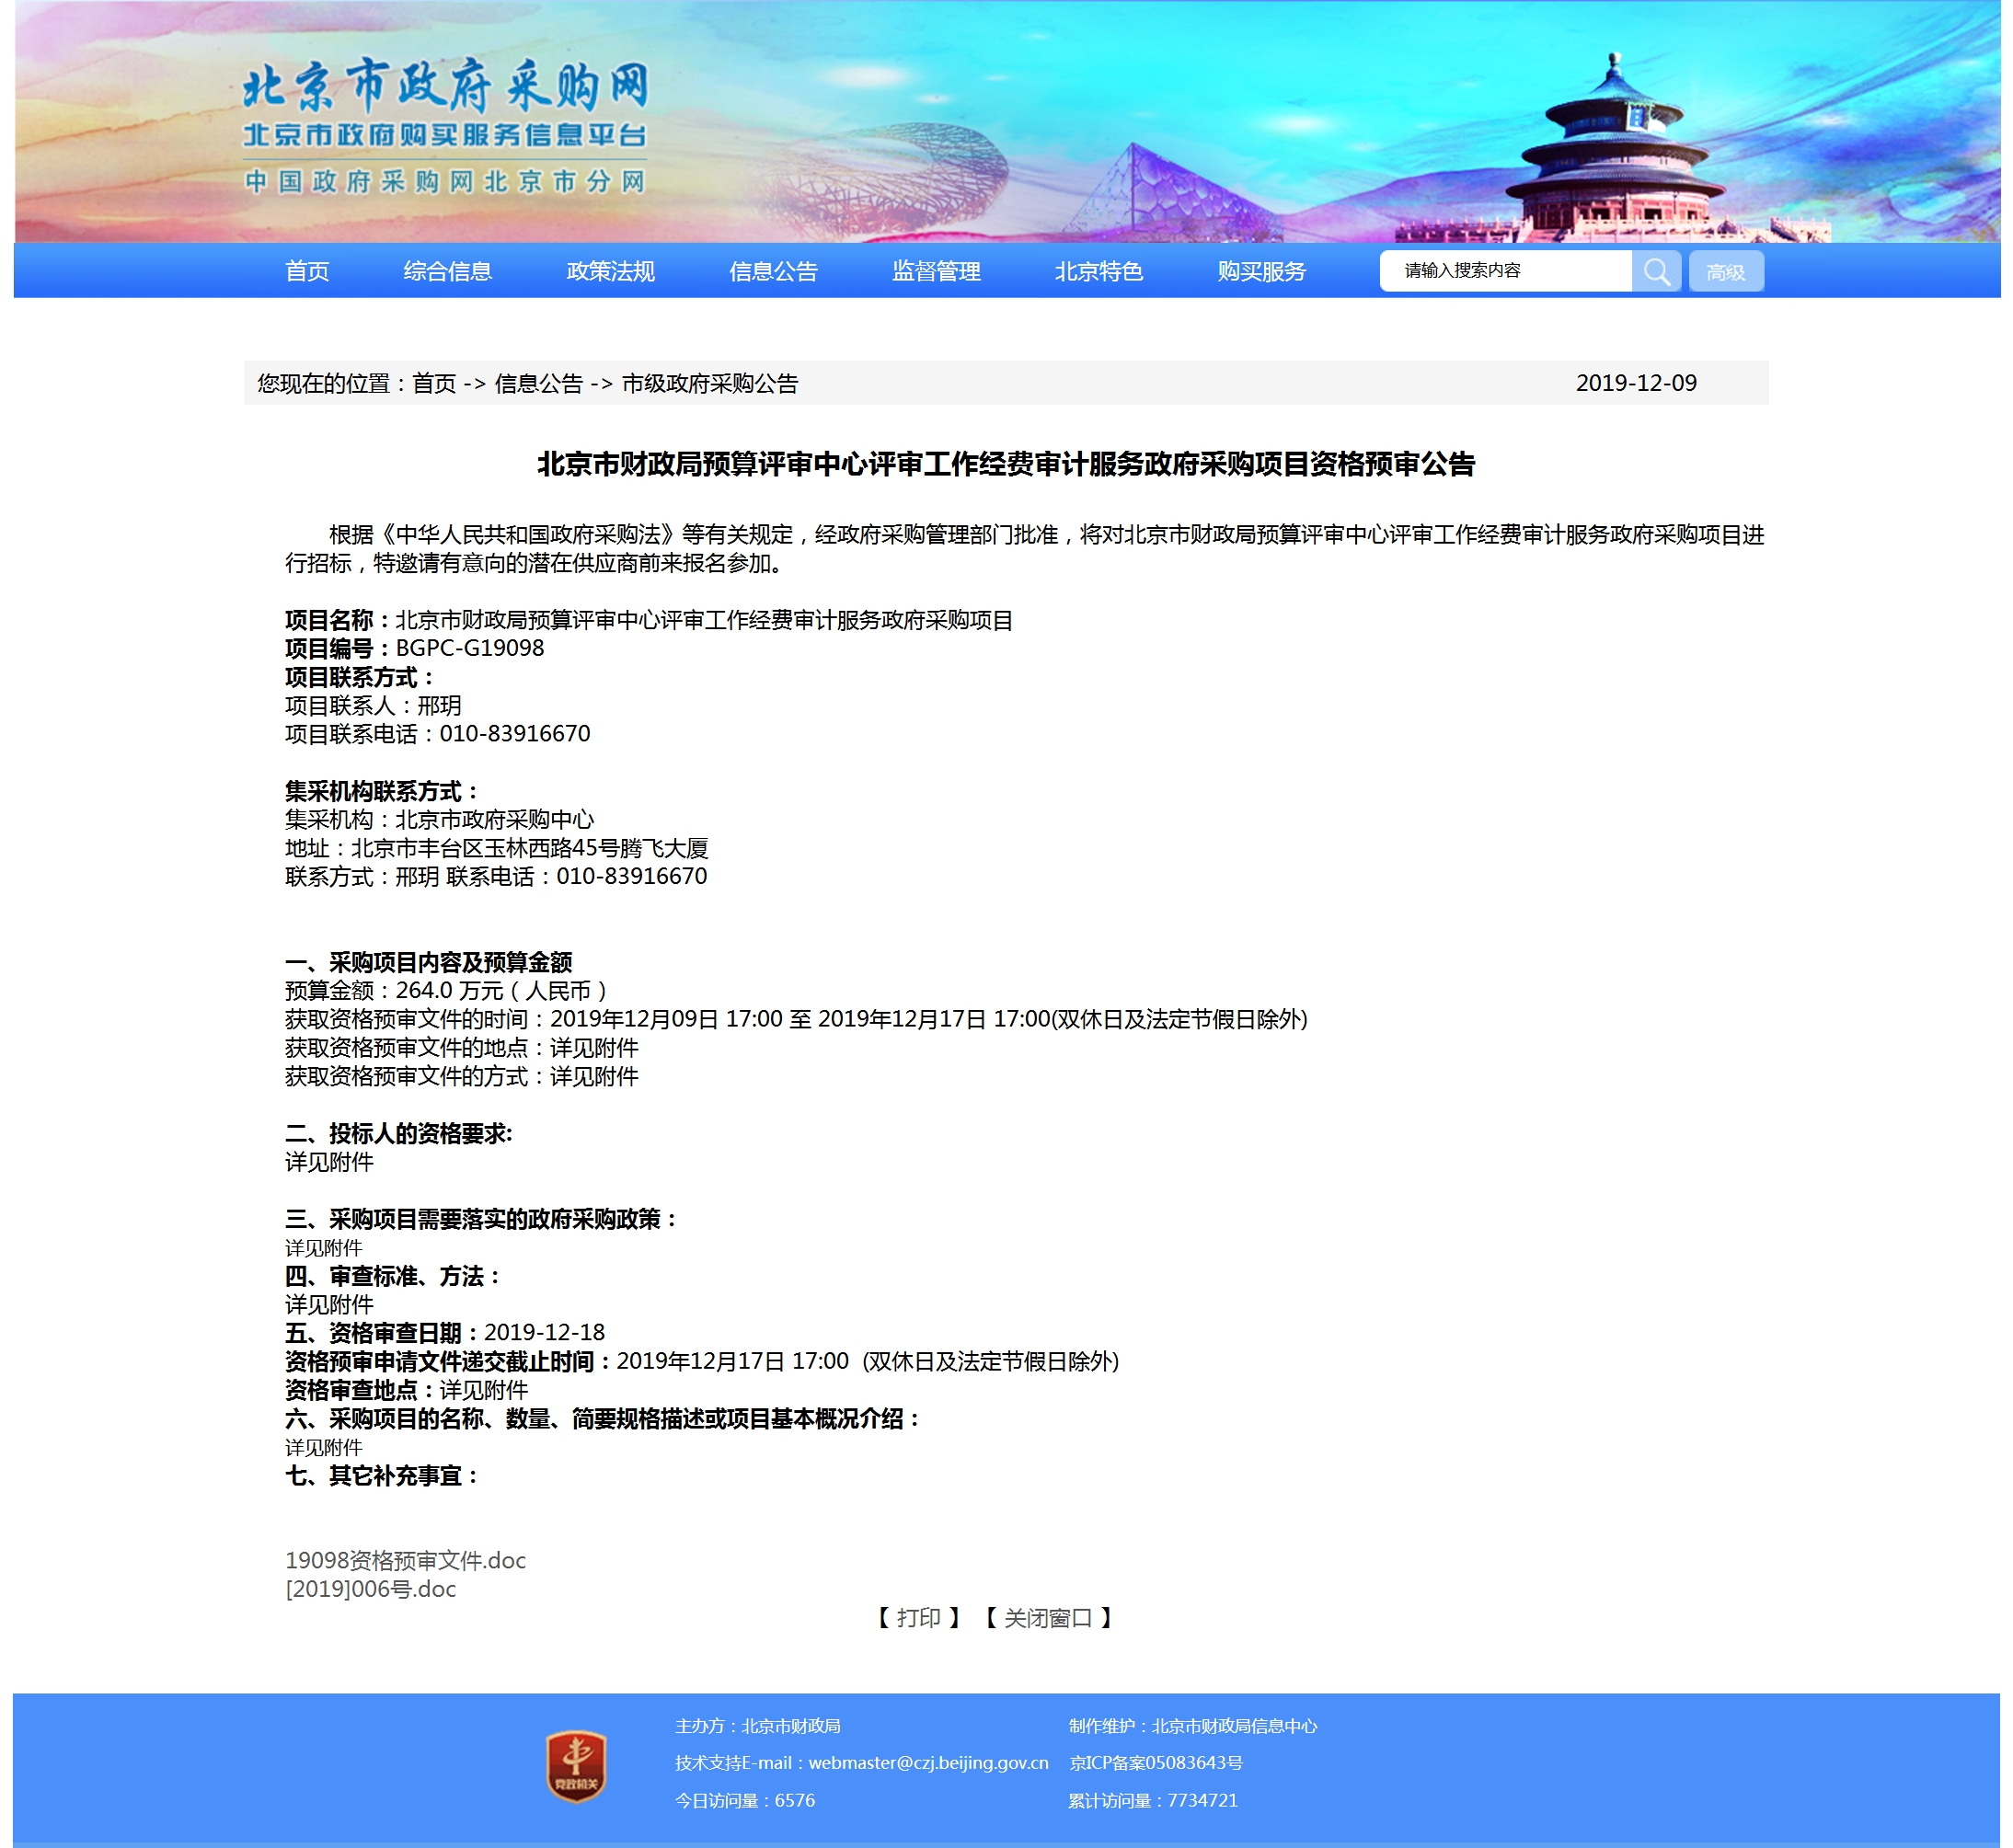 北京市政府采购网
北京市政府购买服务信息平台
中国政府采购网北京市分网
首页 综合信息 政策法规 信息公告 监督管理 北京特色 购买服务 请输入搜索内容 高级
您现在的位置：首页 -> 信息公告 -> 市级政府采购公告 2019-12-09
北京市财政局预算评审中心评审工作经费审计服务政府采购项目资格预审公告
根据《中华人民共和国政府采购法》等有关规定，经政府采购管理部门批准，将对北京市财政局预算评审中心评审工作经费审计服务政府采购项目进
行招标，特邀请有意向的潜在供应商前来报名参加。
项目名称：北京市财政局预算评审中心评审工作经费审计服务政府采购项目
项目编号：BGPC-G19098
项目联系方式：
项目联系人：邢玥
项目联系电话：010-83916670
集采机构联系方式：
集采机构：北京市政府采购中心
地址：北京市丰台区玉林西路45号腾飞大厦
联系方式：邢玥 联系电话：010-83916670
一、采购项目内容及预算金额
预算金额：264.0 万元（人民币）
获取资格预审文件的时间：2019年12月09日 17:00 至 2019年12月17日 17:00(双休日及法定节假日除外)
获取资格预审文件的地点：详见附件
获取资格预审文件的方式：详见附件
二、投标人的资格要求:
详见附件
三、采购项目需要落实的政府采购政策：
详见附件
四、审查标准、方法：
详见附件
五、资格审查日期：2019-12-18
资格预审申请文件递交截止时间：2019年12月17日 17:00 (双休日及法定节假日除外)
资格审查地点：详见附件
六、采购项目的名称、数量、简要规格描述或项目基本概况介绍：
详见附件
七、其它补充事宜：
19098资格预审文件.doc
[2019]006号.doc
【 打印 】 【 关闭窗口 】
党政机关
主办方：北京市财政局 制作维护：北京市财政局信息中心
技术支持E-mail：webmaster@czj.beijing.gov.cn 京ICP备案05083643号
今日访问量：6576 累计访问量：7734721